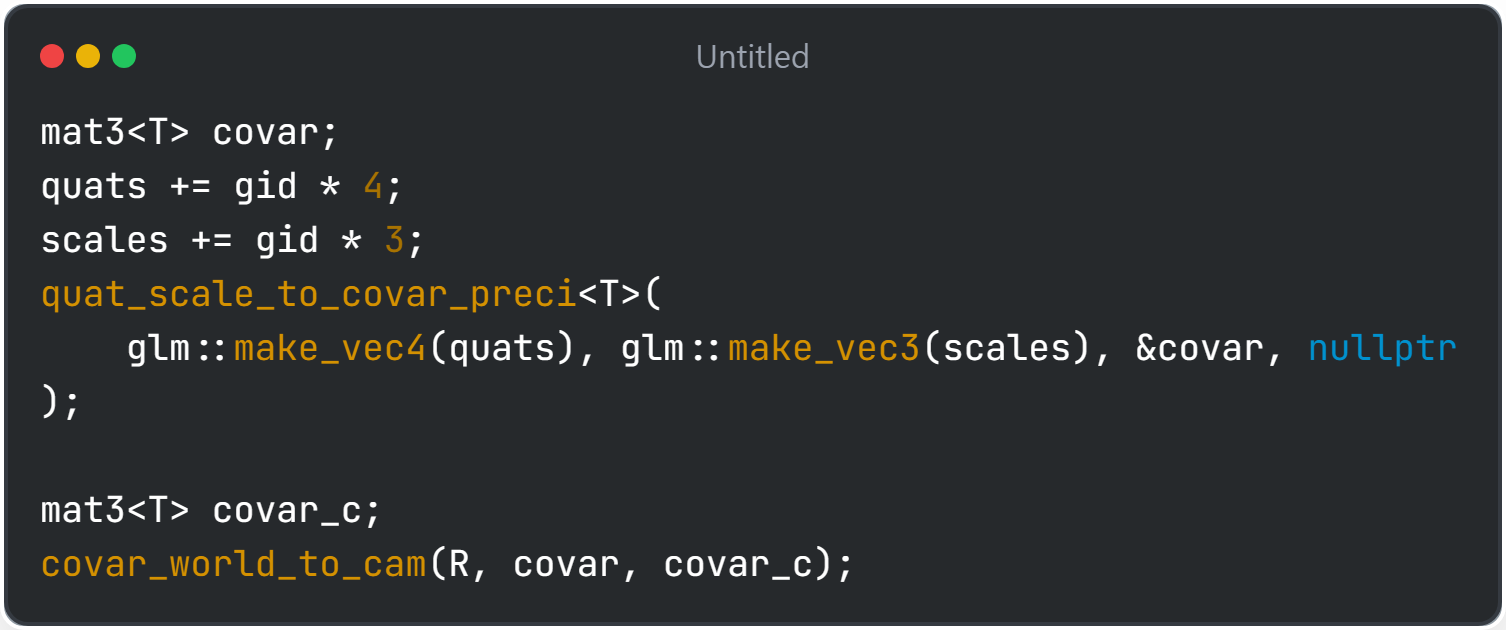 Untitled
mat3<T> covar;
quats += gid * 4;
scales += gid * 3;
quat_scale_to_covar_preci<T>(
    glm::make_vec4(quats), glm::make_vec3(scales), &covar, nullptr
);
mat3<T> covar_c;
covar_world_to_cam(R, covar, covar_c);